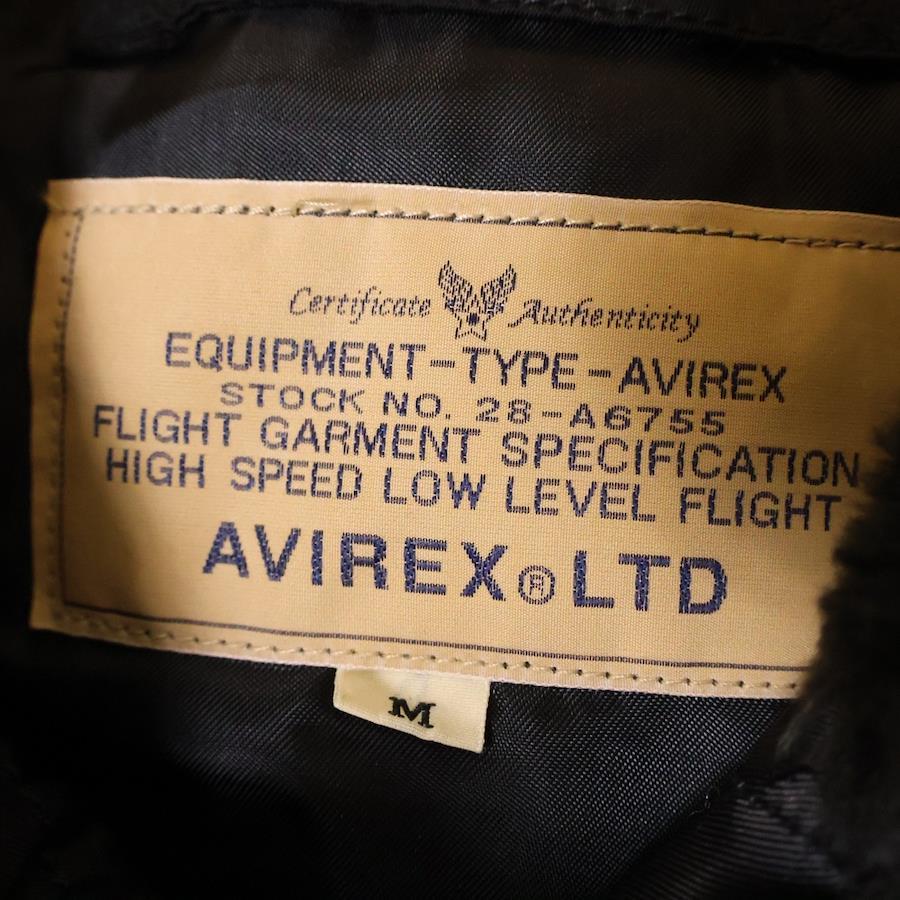 Certificate Authenticity
EQUIPMENT-TYPE-AVIREX
STOCK NO. 28-A6755
FLIGHT GARMENT SPECIFICATION
HIGH SPEED LOW LEVEL FLIGHT
AVIREX® LTD
M